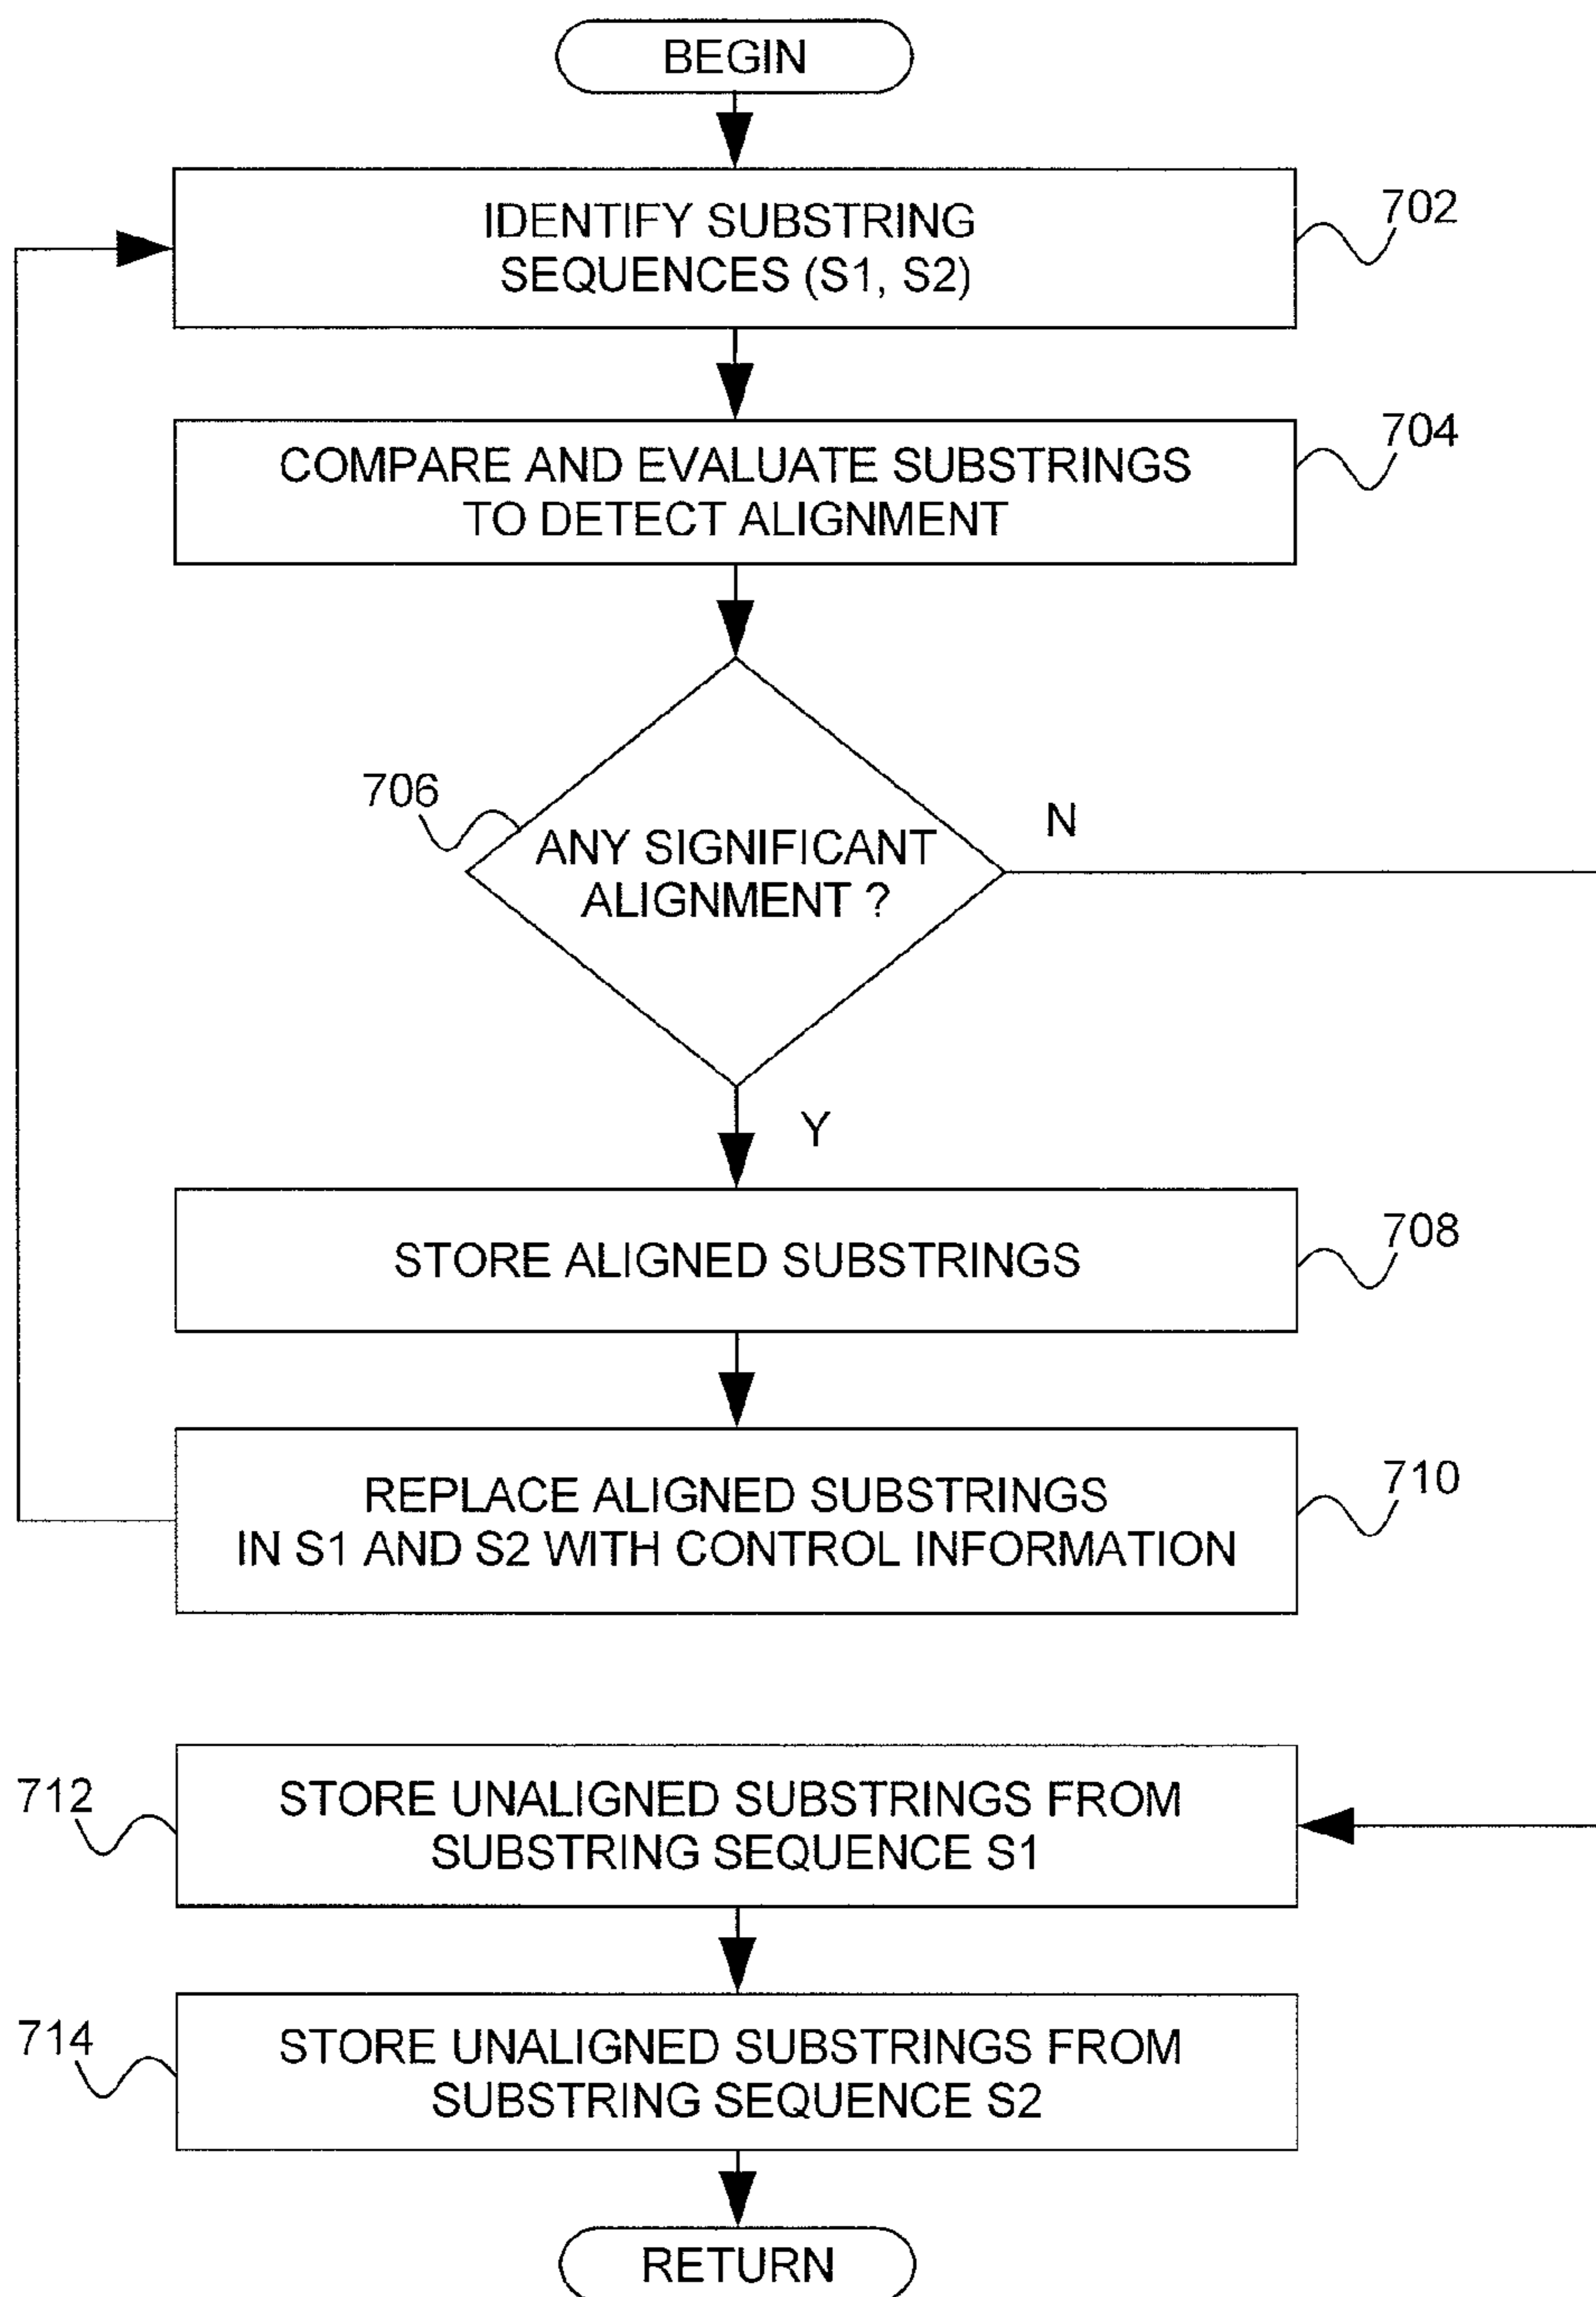 BEGIN
IDENTIFY SUBSTRING
SEQUENCES (S1, S2)
702
COMPARE AND EVALUATE SUBSTRINGS
TO DETECT ALIGNMENT
704
706
ANY SIGNIFICANT
ALIGNMENT ?
N
Y
STORE ALIGNED SUBSTRINGS
708
REPLACE ALIGNED SUBSTRINGS
IN S1 AND S2 WITH CONTROL INFORMATION
710
712
STORE UNALIGNED SUBSTRINGS FROM
SUBSTRING SEQUENCE S1
714
STORE UNALIGNED SUBSTRINGS FROM
SUBSTRING SEQUENCE S2
RETURN